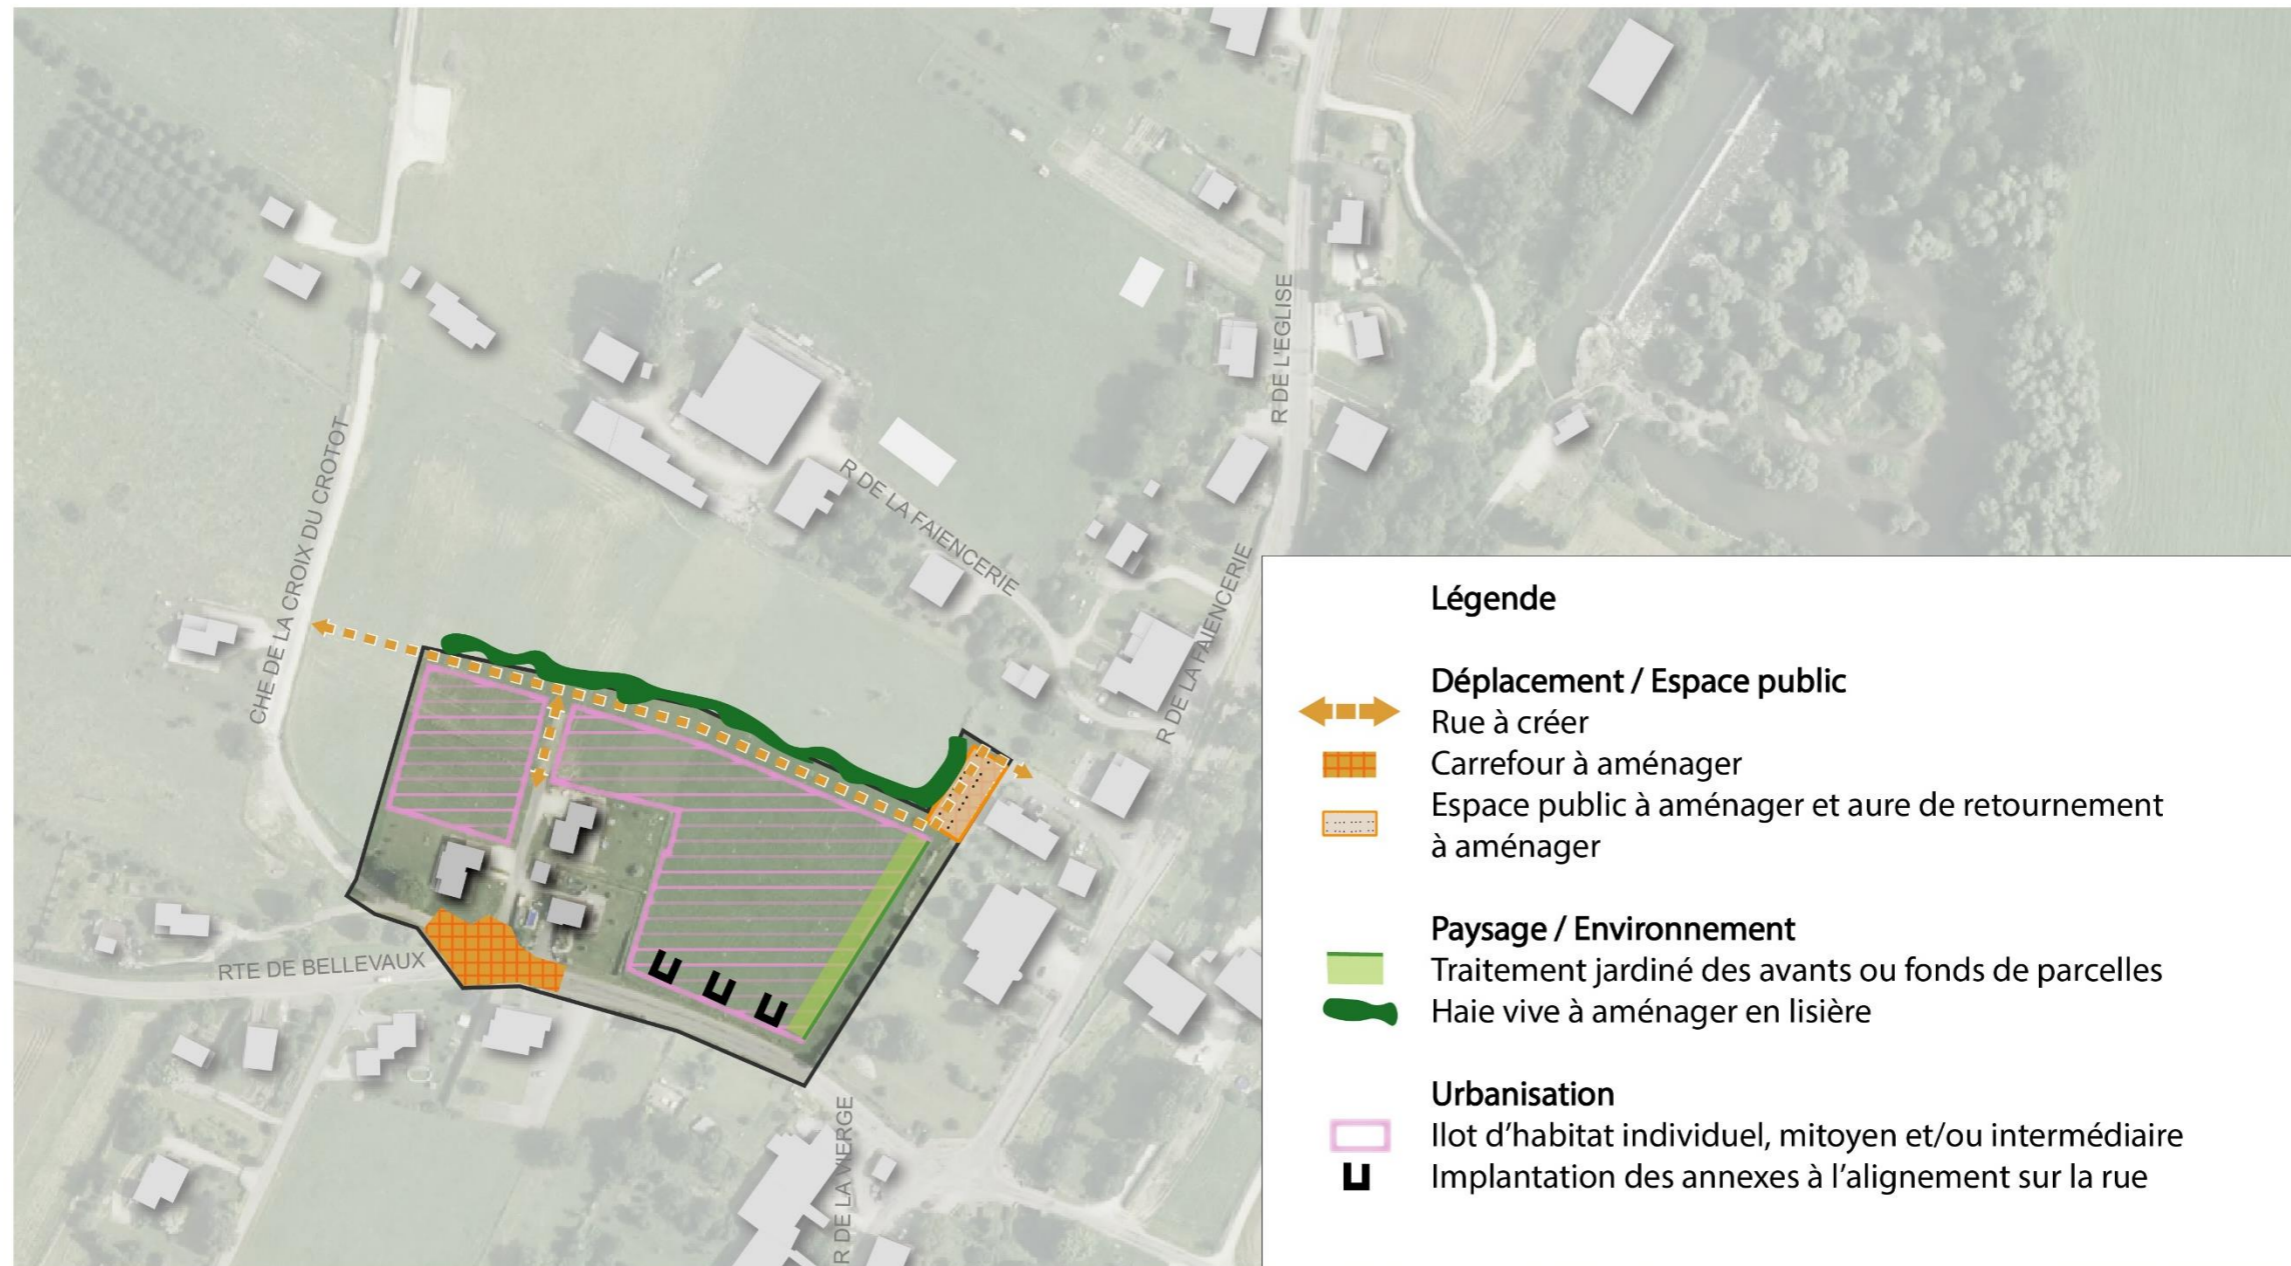 R DE L'EGLISE
CHE DE LA CROIX DU CROTOT
R DE LA FAIENCERIE
R DE LA FAIENCERIE
RTE DE BELLEVAUX
R DE LA VIERGE
Légende
Déplacement / Espace public
Rue à créer
Carrefour à aménager
Espace public à aménager et aure de retournement
à aménager
Paysage / Environnement
Traitement jardiné des avants ou fonds de parcelles
Haie vive à aménager en lisière
Urbanisation
Ilot d’habitat individuel, mitoyen et/ou intermédiaire
Implantation des annexes à l’alignement sur la rue